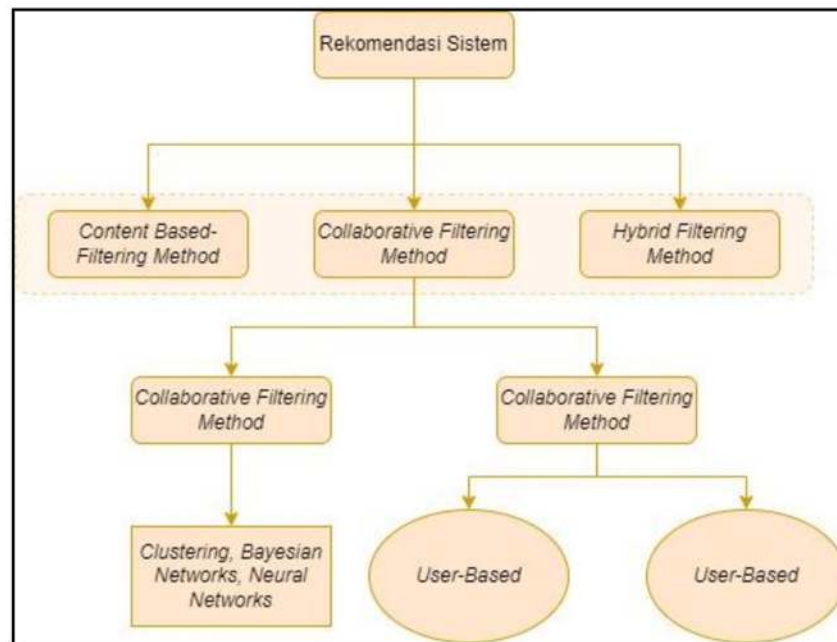 Rekomendasi Sistem
Content Based-
Filtering Method
Collaborative Filtering
Method
Hybrid Filtering
Method
Collaborative Filtering
Method
Collaborative Filtering
Method
Clustering, Bayesian
Networks, Neural
Networks
User-Based
User-Based